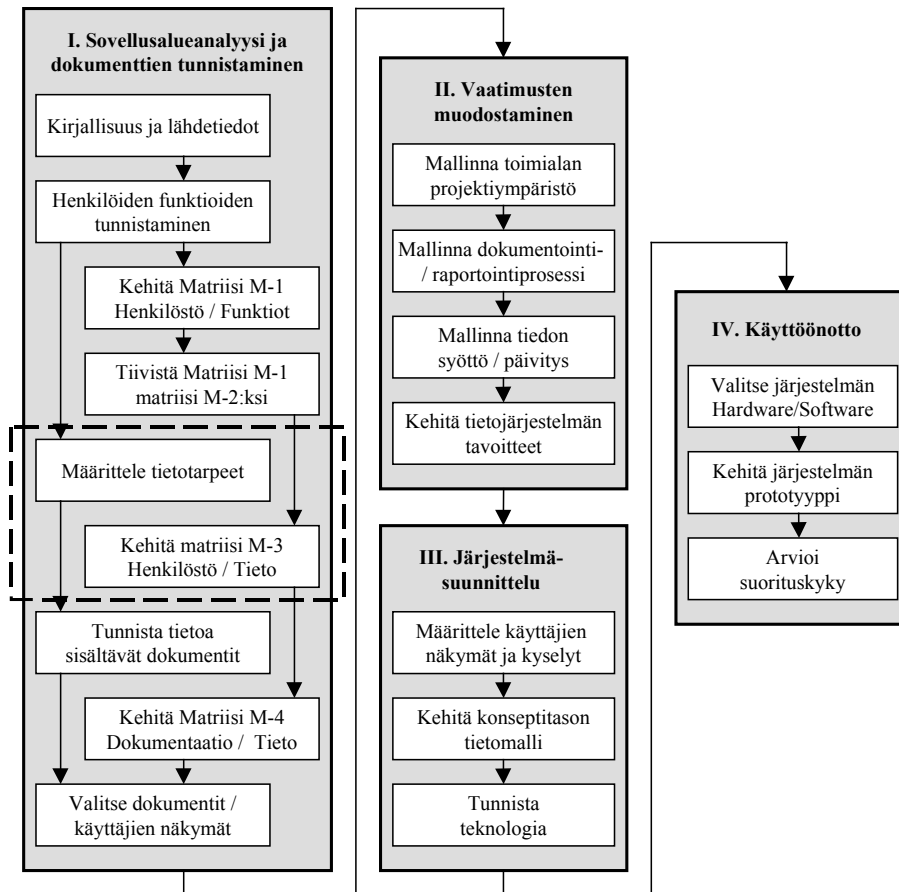 I. Sovellusalueanalyysi ja
dokumenttien tunnistaminen
Kirjallisuus ja lähdetiedot
Henkilöiden funktioiden
tunnistaminen
Kehitä Matriisi M-1
Henkilöstö / Funktiot
Tiivistä Matriisi M-1
matriisi M-2:ksi
Määrittele tietotarpeet
Kehitä matriisi M-3
Henkilöstö / Tieto
Tunnista tietoa
sisältävät dokumentit
Kehitä Matriisi M-4
Dokumentaatio / Tieto
Valitse dokumentit /
käyttäjien näkymät
II. Vaatimusten
muodostaminen
Mallinna toimialan
projektiympäristö
Mallinna dokumentointi-
/ raportointiprosessi
Mallinna tiedon
syöttö / päivitys
Kehitä tietojärjestelmän
tavoitteet
III. Järjestelmä-
suunnittelu
Määrittele käyttäjien
näkymät ja kyselyt
Kehitä konseptitason
tietomalli
Tunnista
teknologia
IV. Käyttöönotto
Valitse järjestelmän
Hardware/Software
Kehitä järjestelmän
prototyyppi
Arvioi
suorituskyky